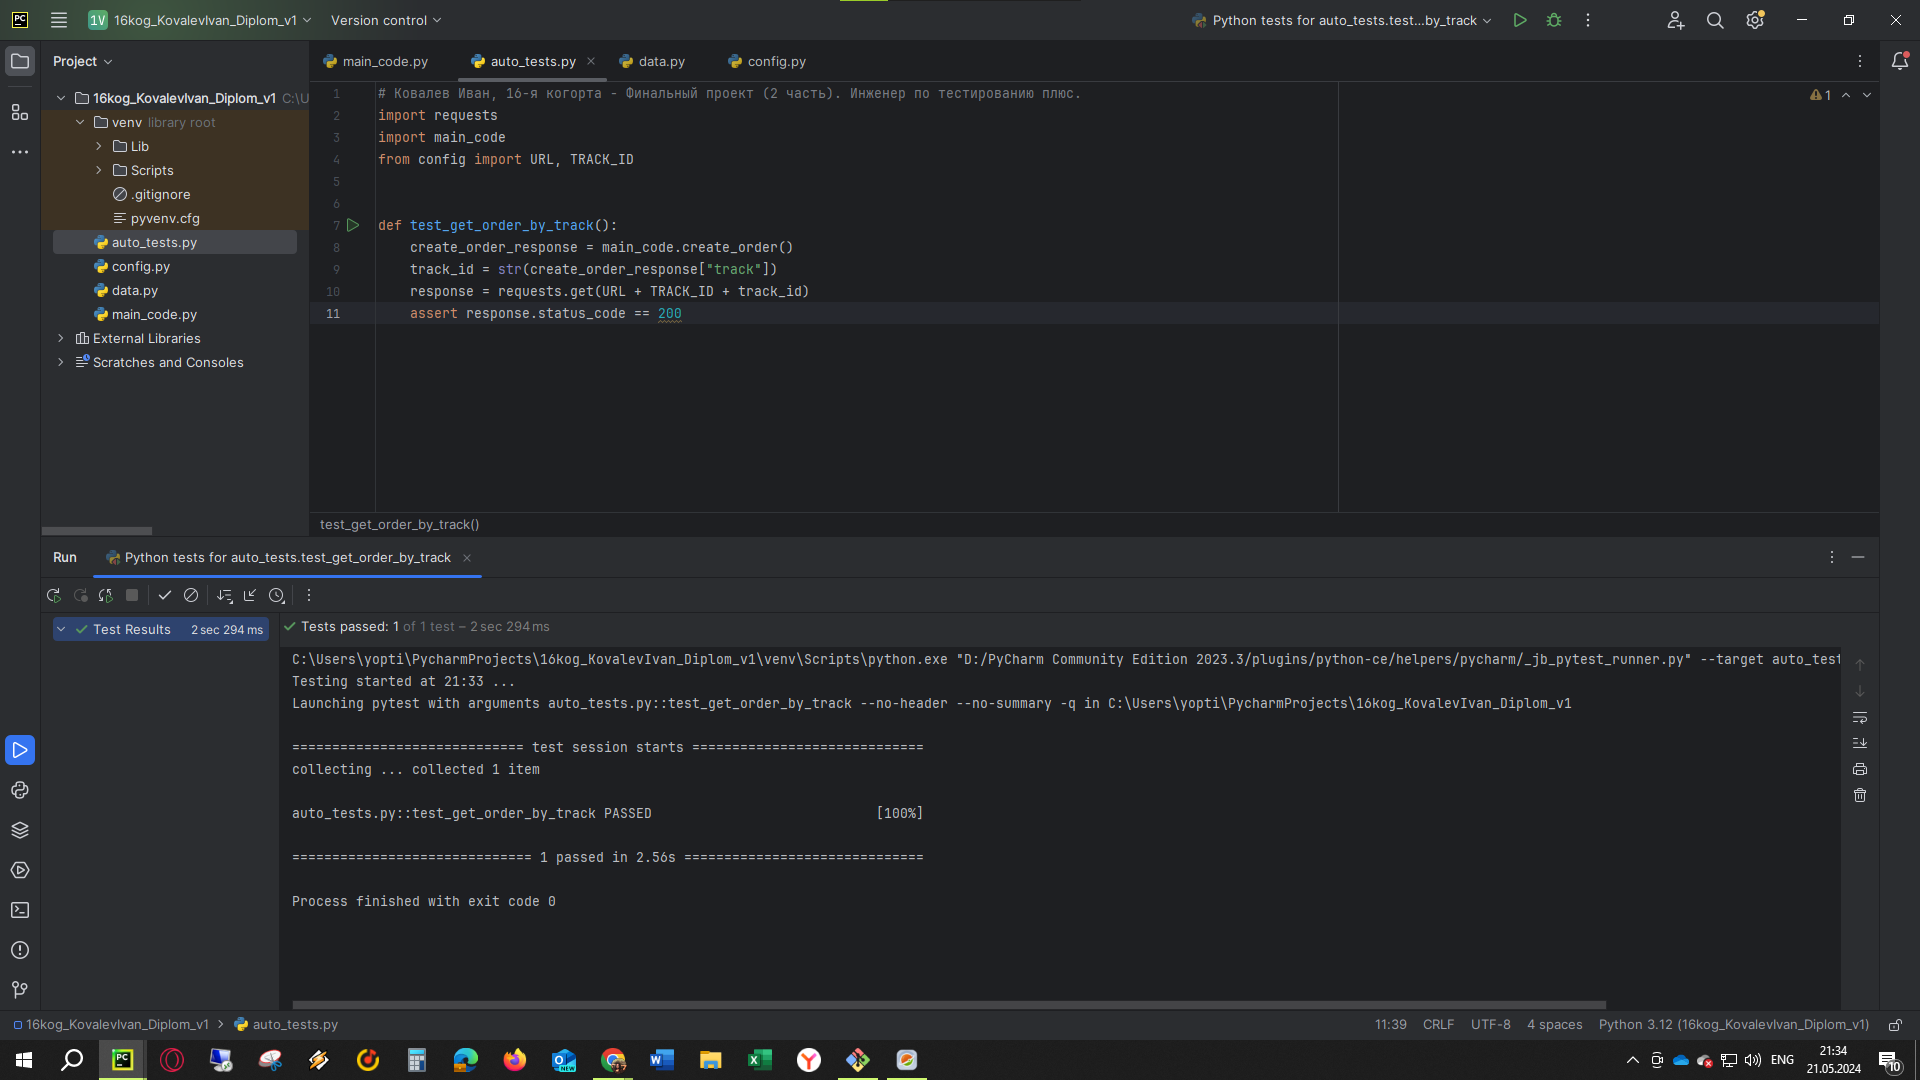 PC
1V 16kog_KovalevIvan_Diplom_v1 Version control Python tests for auto_tests.test...by_track
Project
main_code.py auto_tests.py data.py config.py
16kog_KovalevIvan_Diplom_v1 C:\U
venv library root
Lib
Scripts
.gitignore
pyvenv.cfg
auto_tests.py
config.py
data.py
main_code.py
External Libraries
Scratches and Consoles
1 # Ковалев Иван, 16-я когорта - Финальный проект (2 часть). Инженер по тестированию плюс.
2 import requests
3 import main_code
4 from config import URL, TRACK_ID
5
6
7 def test_get_order_by_track():
8 create_order_response = main_code.create_order()
9 track_id = str(create_order_response["track"])
10 response = requests.get(URL + TRACK_ID + track_id)
11 assert response.status_code == 200
1
test_get_order_by_track()
Run Python tests for auto_tests.test_get_order_by_track
Test Results 2 sec 294 ms
Tests passed: 1 of 1 test – 2 sec 294 ms
C:\Users\yopti\PycharmProjects\16kog_KovalevIvan_Diplom_v1\venv\Scripts\python.exe "D:/PyCharm Community Edition 2023.3/plugins/python-ce/helpers/pycharm/_jb_pytest_runner.py" --target auto_test
Testing started at 21:33 ...
Launching pytest with arguments auto_tests.py::test_get_order_by_track --no-header --no-summary -q in C:\Users\yopti\PycharmProjects\16kog_KovalevIvan_Diplom_v1
============================= test session starts =============================
collecting ... collected 1 item
auto_tests.py::test_get_order_by_track PASSED [100%]
============================== 1 passed in 2.56s ==============================
Process finished with exit code 0
16kog_KovalevIvan_Diplom_v1 auto_tests.py
11:39 CRLF UTF-8 4 spaces Python 3.12 (16kog_KovalevIvan_Diplom_v1)
PC
NEW
ENG
21:34
21.05.2024
10